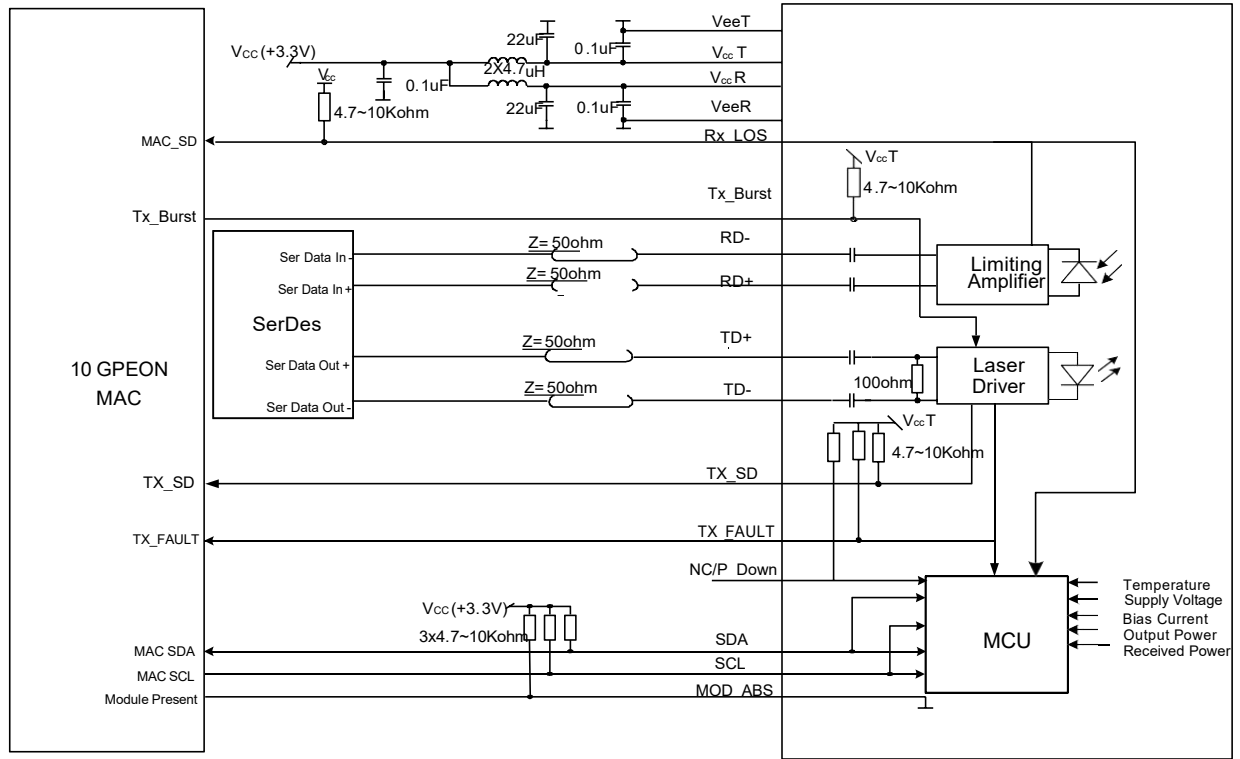 VeeT
22uF
0.1uF
Vcc(+3.3V)
VccT
2X4.7uH
Vcc
VccR
0.1uF
4.7~10Kohm
22uF
0.1uF
VeeR
MAC_SD
Rx_LOS
VccT
4.7~10Kohm
Tx_Burst
Tx_Burst
Z=50ohm
RD-
Ser Data In -
Limiting
Amplifier
Z=50ohm
RD+
Ser Data In +
SerDes
Z=50ohm
TD+
Ser Data Out +
Laser
Driver
10 GPEON
MAC
Z=50ohm
TD-
100ohm
Ser Data Out -
VccT
4.7~10Kohm
TX_SD
TX_SD
TX_FAULT
TX_FAULT
NC/P_Down
Temperature
Supply Voltage
Bias Current
Output Power
Received Power
Vcc(+3.3V)
3x4.7~10Kohm
MCU
MAC SDA
SDA
MAC SCL
SCL
Module Present
MOD_ABS